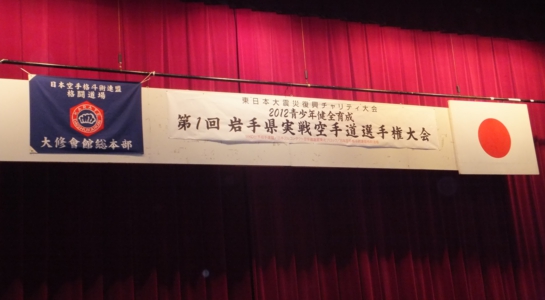 日本空手格斗術連盟
格闘道場
大修會館総本部
東日本大震災復興チャリティ大会
2012青少年健全育成
第1回 岩手県実戦空手道選手権大会